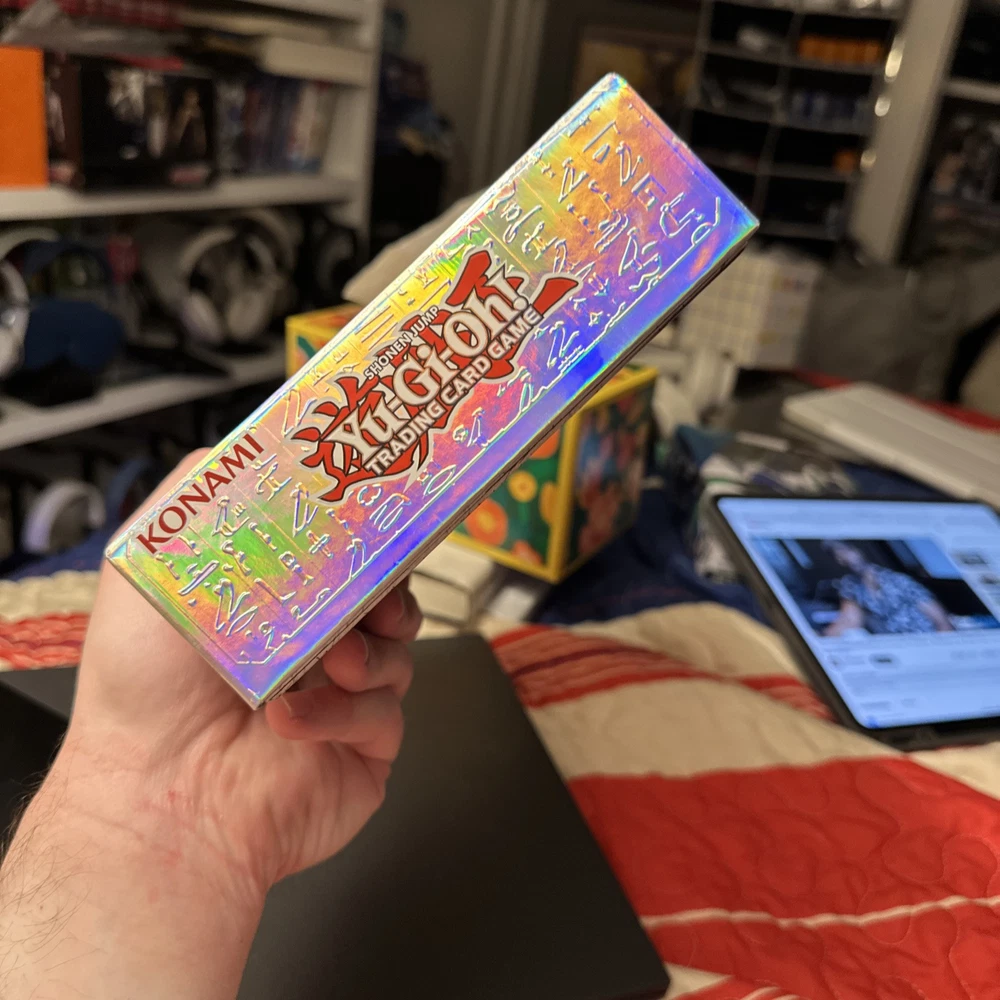 SHONEN JUMP
Yu-Gi-Oh!
TRADING CARD GAME
KONAMI